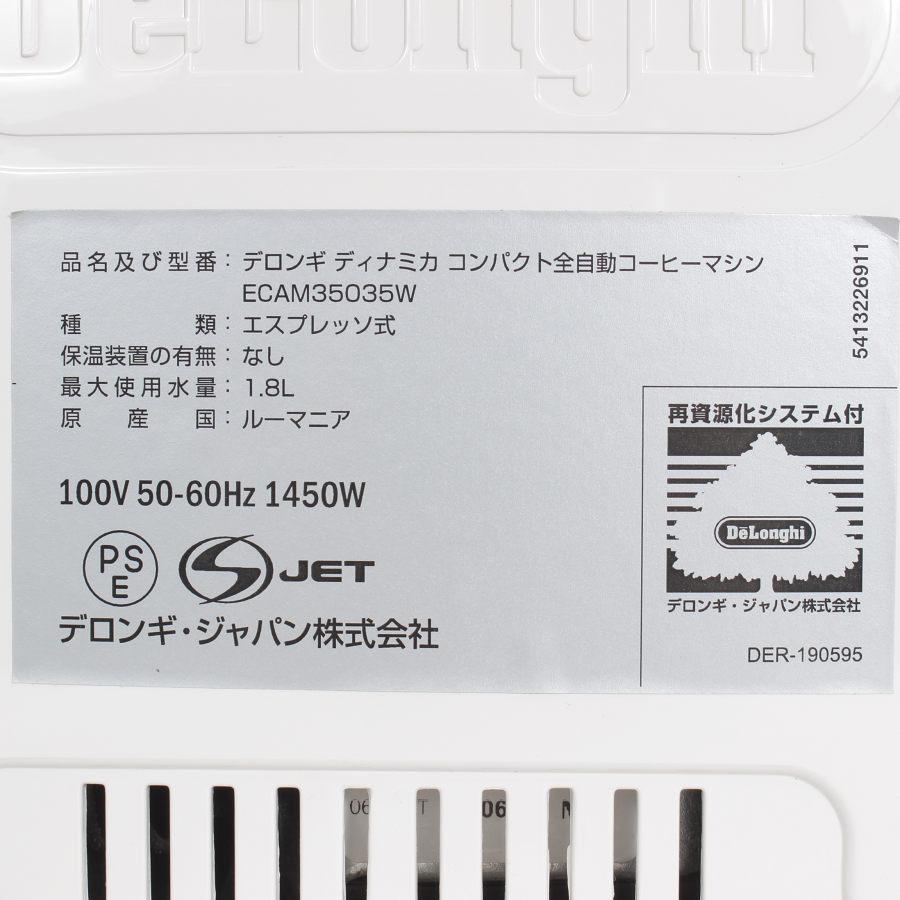 DeLonghi
品名及び型番：デロンギ ディナミカ コンパクト全自動コーヒーマシン
ECAM35035W
種類：エスプレッソ式
保温装置の有無：なし
最大使用水量：1.8L
原産国：ルーマニア
100V 50-60Hz 1450W
PS
E
S JET
デロンギ・ジャパン株式会社
5413226911
再資源化システム付
DeLonghi
デロンギ・ジャパン株式会社
DER-190595
06 T 06